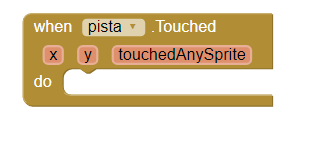 when pista .Touched
x y touchedAnySprite
do